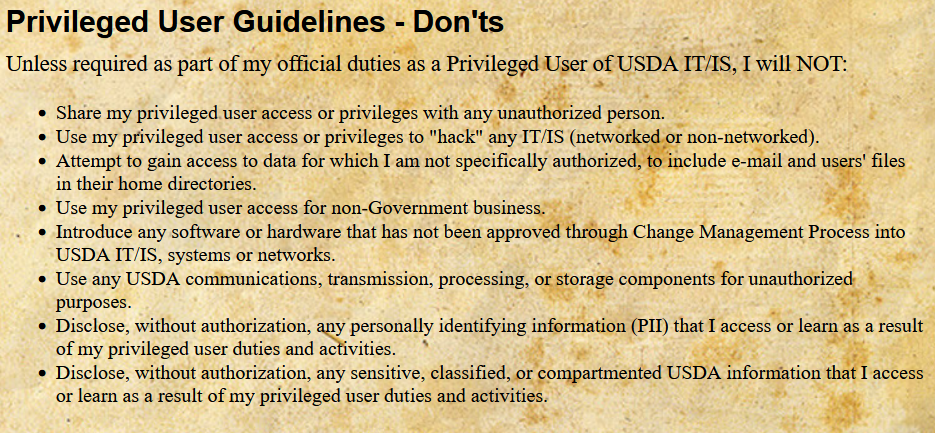 Privileged User Guidelines - Don'ts
Unless required as part of my official duties as a Privileged User of USDA IT/IS, I will NOT:
• Share my privileged user access or privileges with any unauthorized person.
• Use my privileged user access or privileges to "hack" any IT/IS (networked or non-networked).
• Attempt to gain access to data for which I am not specifically authorized, to include e-mail and users' files
in their home directories.
• Use my privileged user access for non-Government business.
• Introduce any software or hardware that has not been approved through Change Management Process into
USDA IT/IS, systems or networks.
• Use any USDA communications, transmission, processing, or storage components for unauthorized
purposes.
• Disclose, without authorization, any personally identifying information (PII) that I access or learn as a result
of my privileged user duties and activities.
• Disclose, without authorization, any sensitive, classified, or compartmented USDA information that I access
or learn as a result of my privileged user duties and activities.